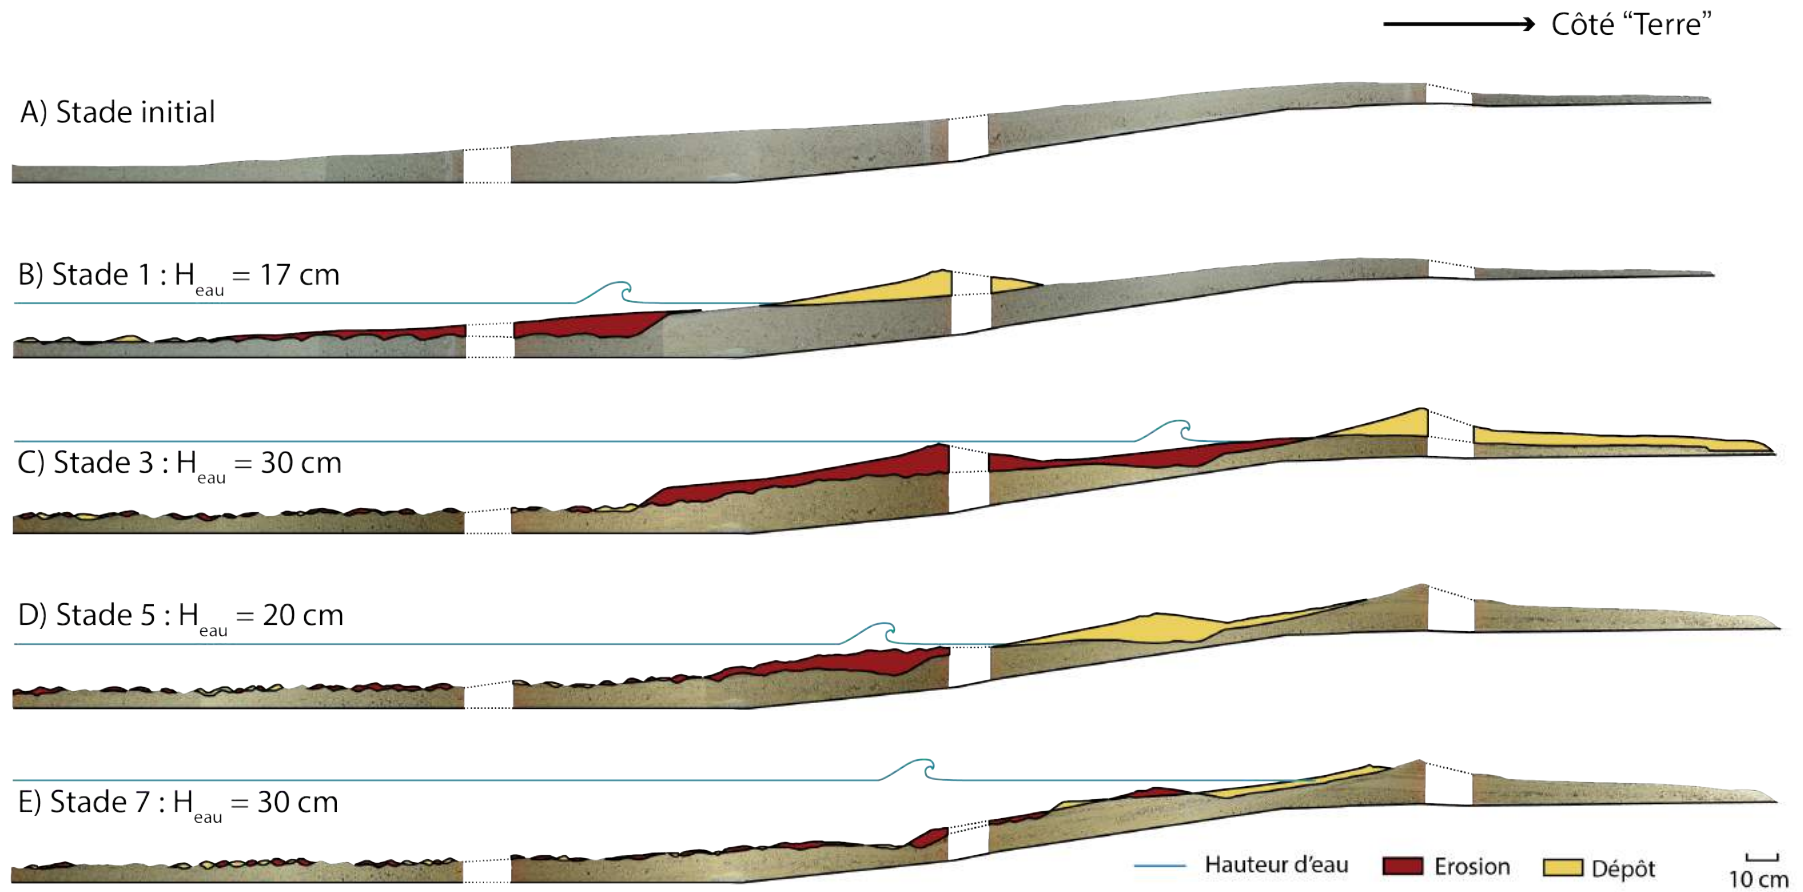 Côté “Terre”
A) Stade initial
B) Stade 1 : Heau = 17 cm
C) Stade 3 : Heau = 30 cm
D) Stade 5 : Heau = 20 cm
E) Stade 7 : Heau = 30 cm
Hauteur d’eau
Erosion
Dépôt
10 cm